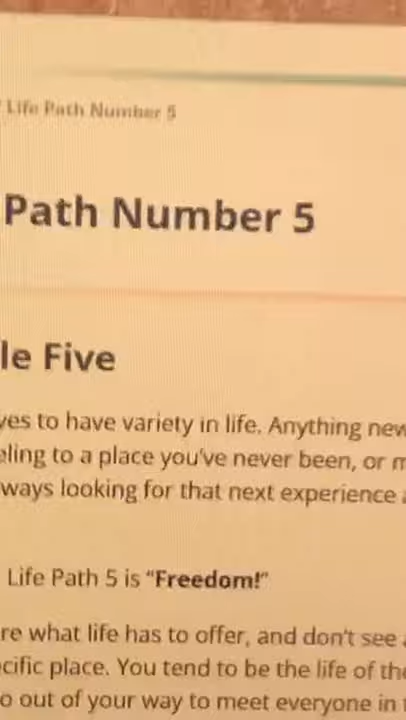 Life Path Number 5
Path Number 5
le Five
ves to have variety in life. Anything new
eling to a place you've never been, or m
ways looking for that next experience a
Life Path 5 is “Freedom!”
re what life has to offer, and don't see a
cific place. You tend to be the life of the
o out of your way to meet everyone in t